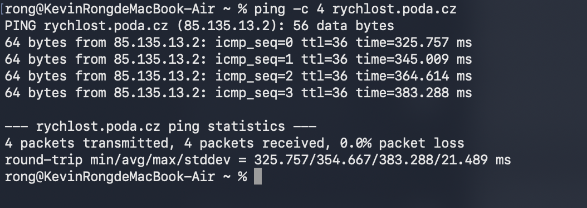 rong@KevinRongdeMacBook-Air ~ % ping -c 4 rychlost.poda.cz
PING rychlost.poda.cz (85.135.13.2): 56 data bytes
64 bytes from 85.135.13.2: icmp_seq=0 ttl=36 time=325.757 ms
64 bytes from 85.135.13.2: icmp_seq=1 ttl=36 time=345.009 ms
64 bytes from 85.135.13.2: icmp_seq=2 ttl=36 time=364.614 ms
64 bytes from 85.135.13.2: icmp_seq=3 ttl=36 time=383.288 ms

--- rychlost.poda.cz ping statistics ---
4 packets transmitted, 4 packets received, 0.0% packet loss
round-trip min/avg/max/stddev = 325.757/354.667/383.288/21.489 ms
rong@KevinRongdeMacBook-Air ~ %